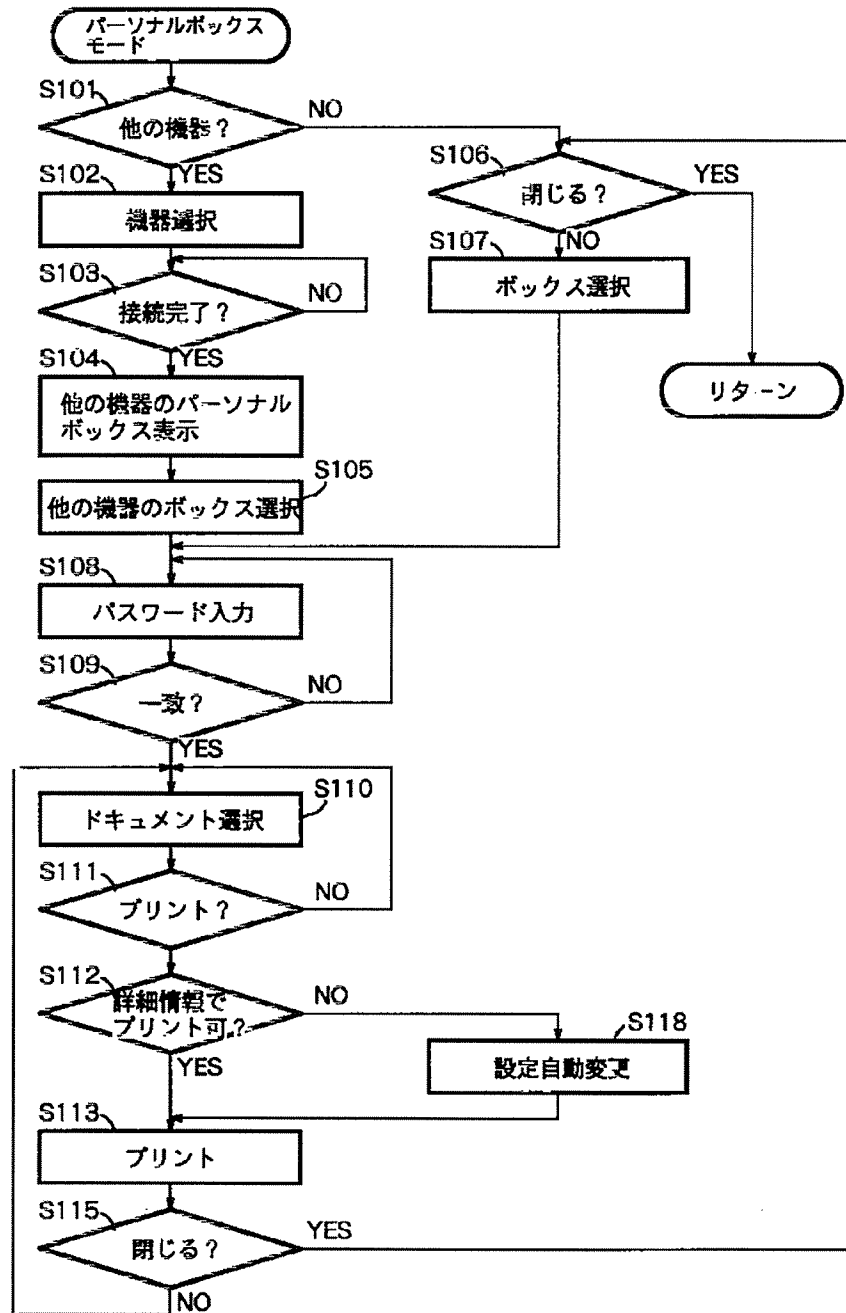 パーソナルボックス
モード
S101
他の機器?
NO
YES
S102
機器選択
S103
接続完了?
NO
YES
S104
他の機器のパーソナル
ボックス表示
S105
他の機器のボックス選択
S106
閉じる?
YES
NO
S107
ボックス選択
リターン
S108
パスワード入力
S109
一致?
NO
YES
S110
ドキュメント選択
S111
プリント?
NO
S112
詳細情報で
プリント可?
NO
YES
S118
設定自動変更
S113
プリント
S115
閉じる?
YES
NO